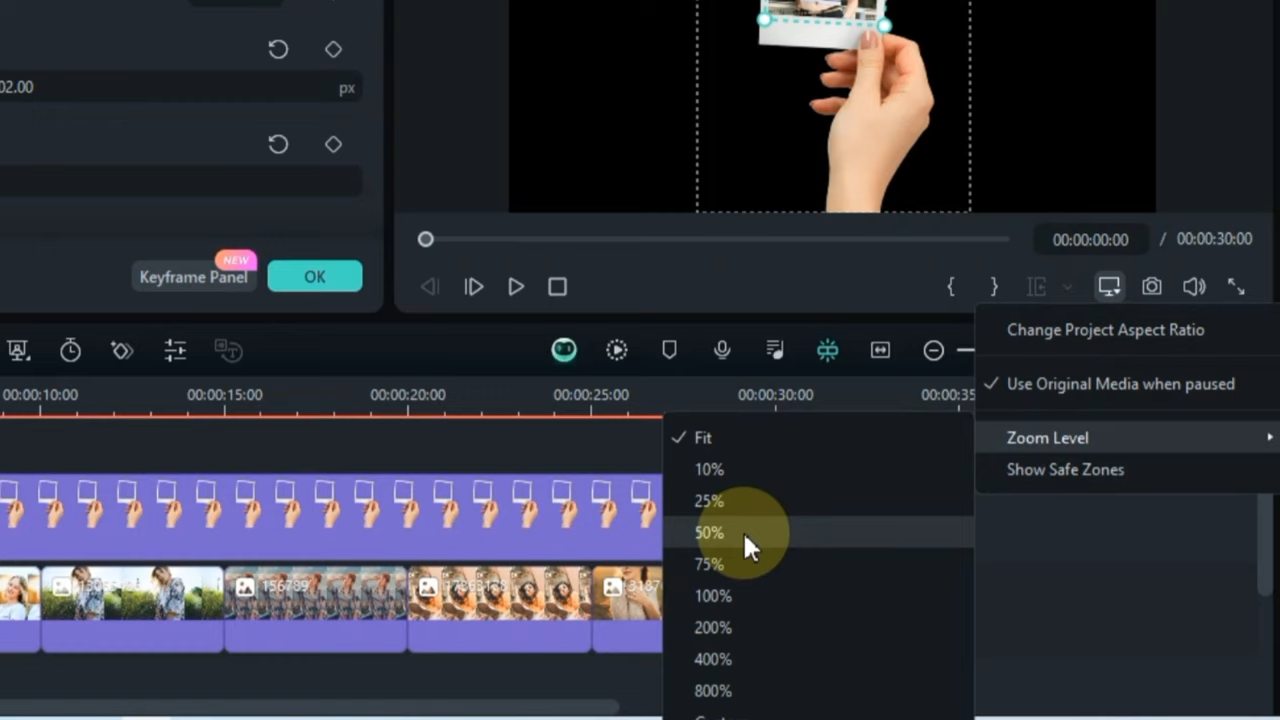 02.00
px
NEW
Keyframe Panel
OK
00:00:00:00 / 00:00:30:00
Change Project Aspect Ratio
Use Original Media when paused
Zoom Level
Show Safe Zones
00:00:10:00 00:00:15:00 00:00:20:00 00:00:25:00 00:00:30:00 00:00:35
Fit
10%
25%
50%
75%
100%
200%
400%
800%
156789
3187